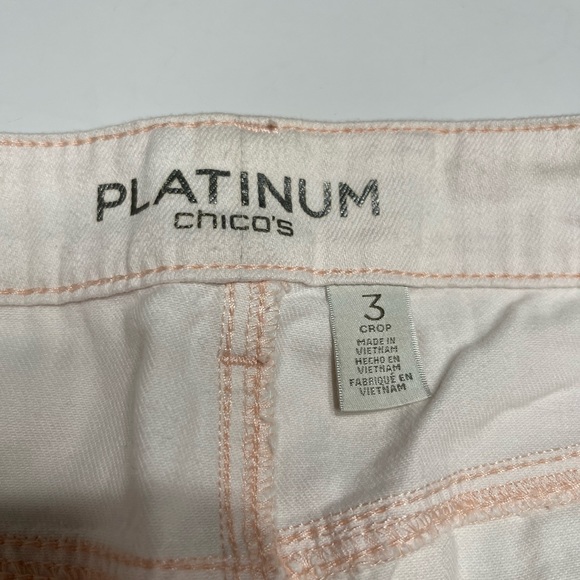 PLATINUM
chico's
3
CROP
MADE IN
VIETNAM
HECHO EN
VIETNAM
FABRIQUÉ EN
VIETNAM